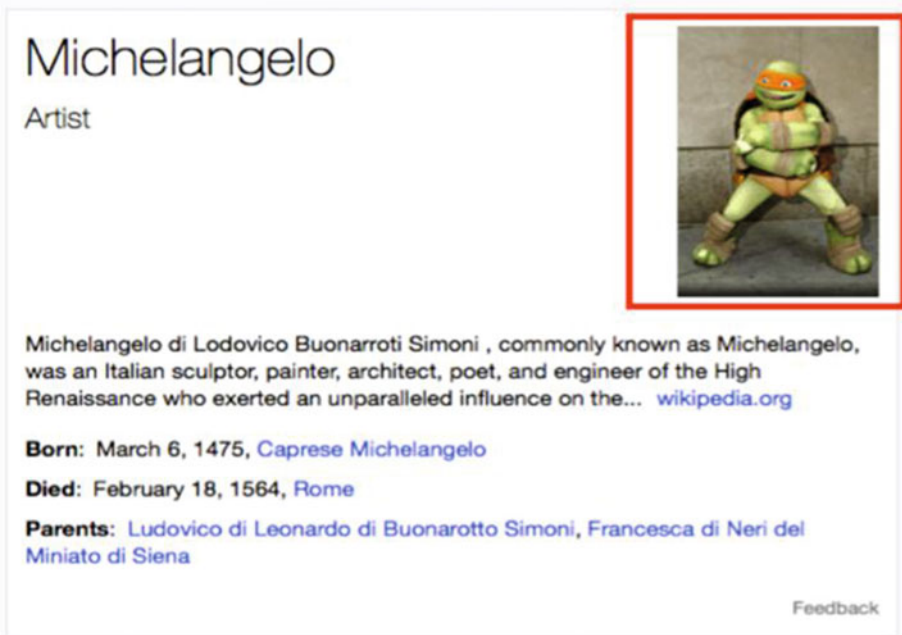 Michelangelo
Artist
Michelangelo di Lodovico Buonarroti Simoni , commonly known as Michelangelo,
was an Italian sculptor, painter, architect, poet, and engineer of the High
Renaissance who exerted an unparalleled influence on the... wikipedia.org
Born: March 6, 1475, Caprese Michelangelo
Died: February 18, 1564, Rome
Parents: Ludovico di Leonardo di Buonarotto Simoni, Francesca di Neri del
Miniato di Siena
Feedback